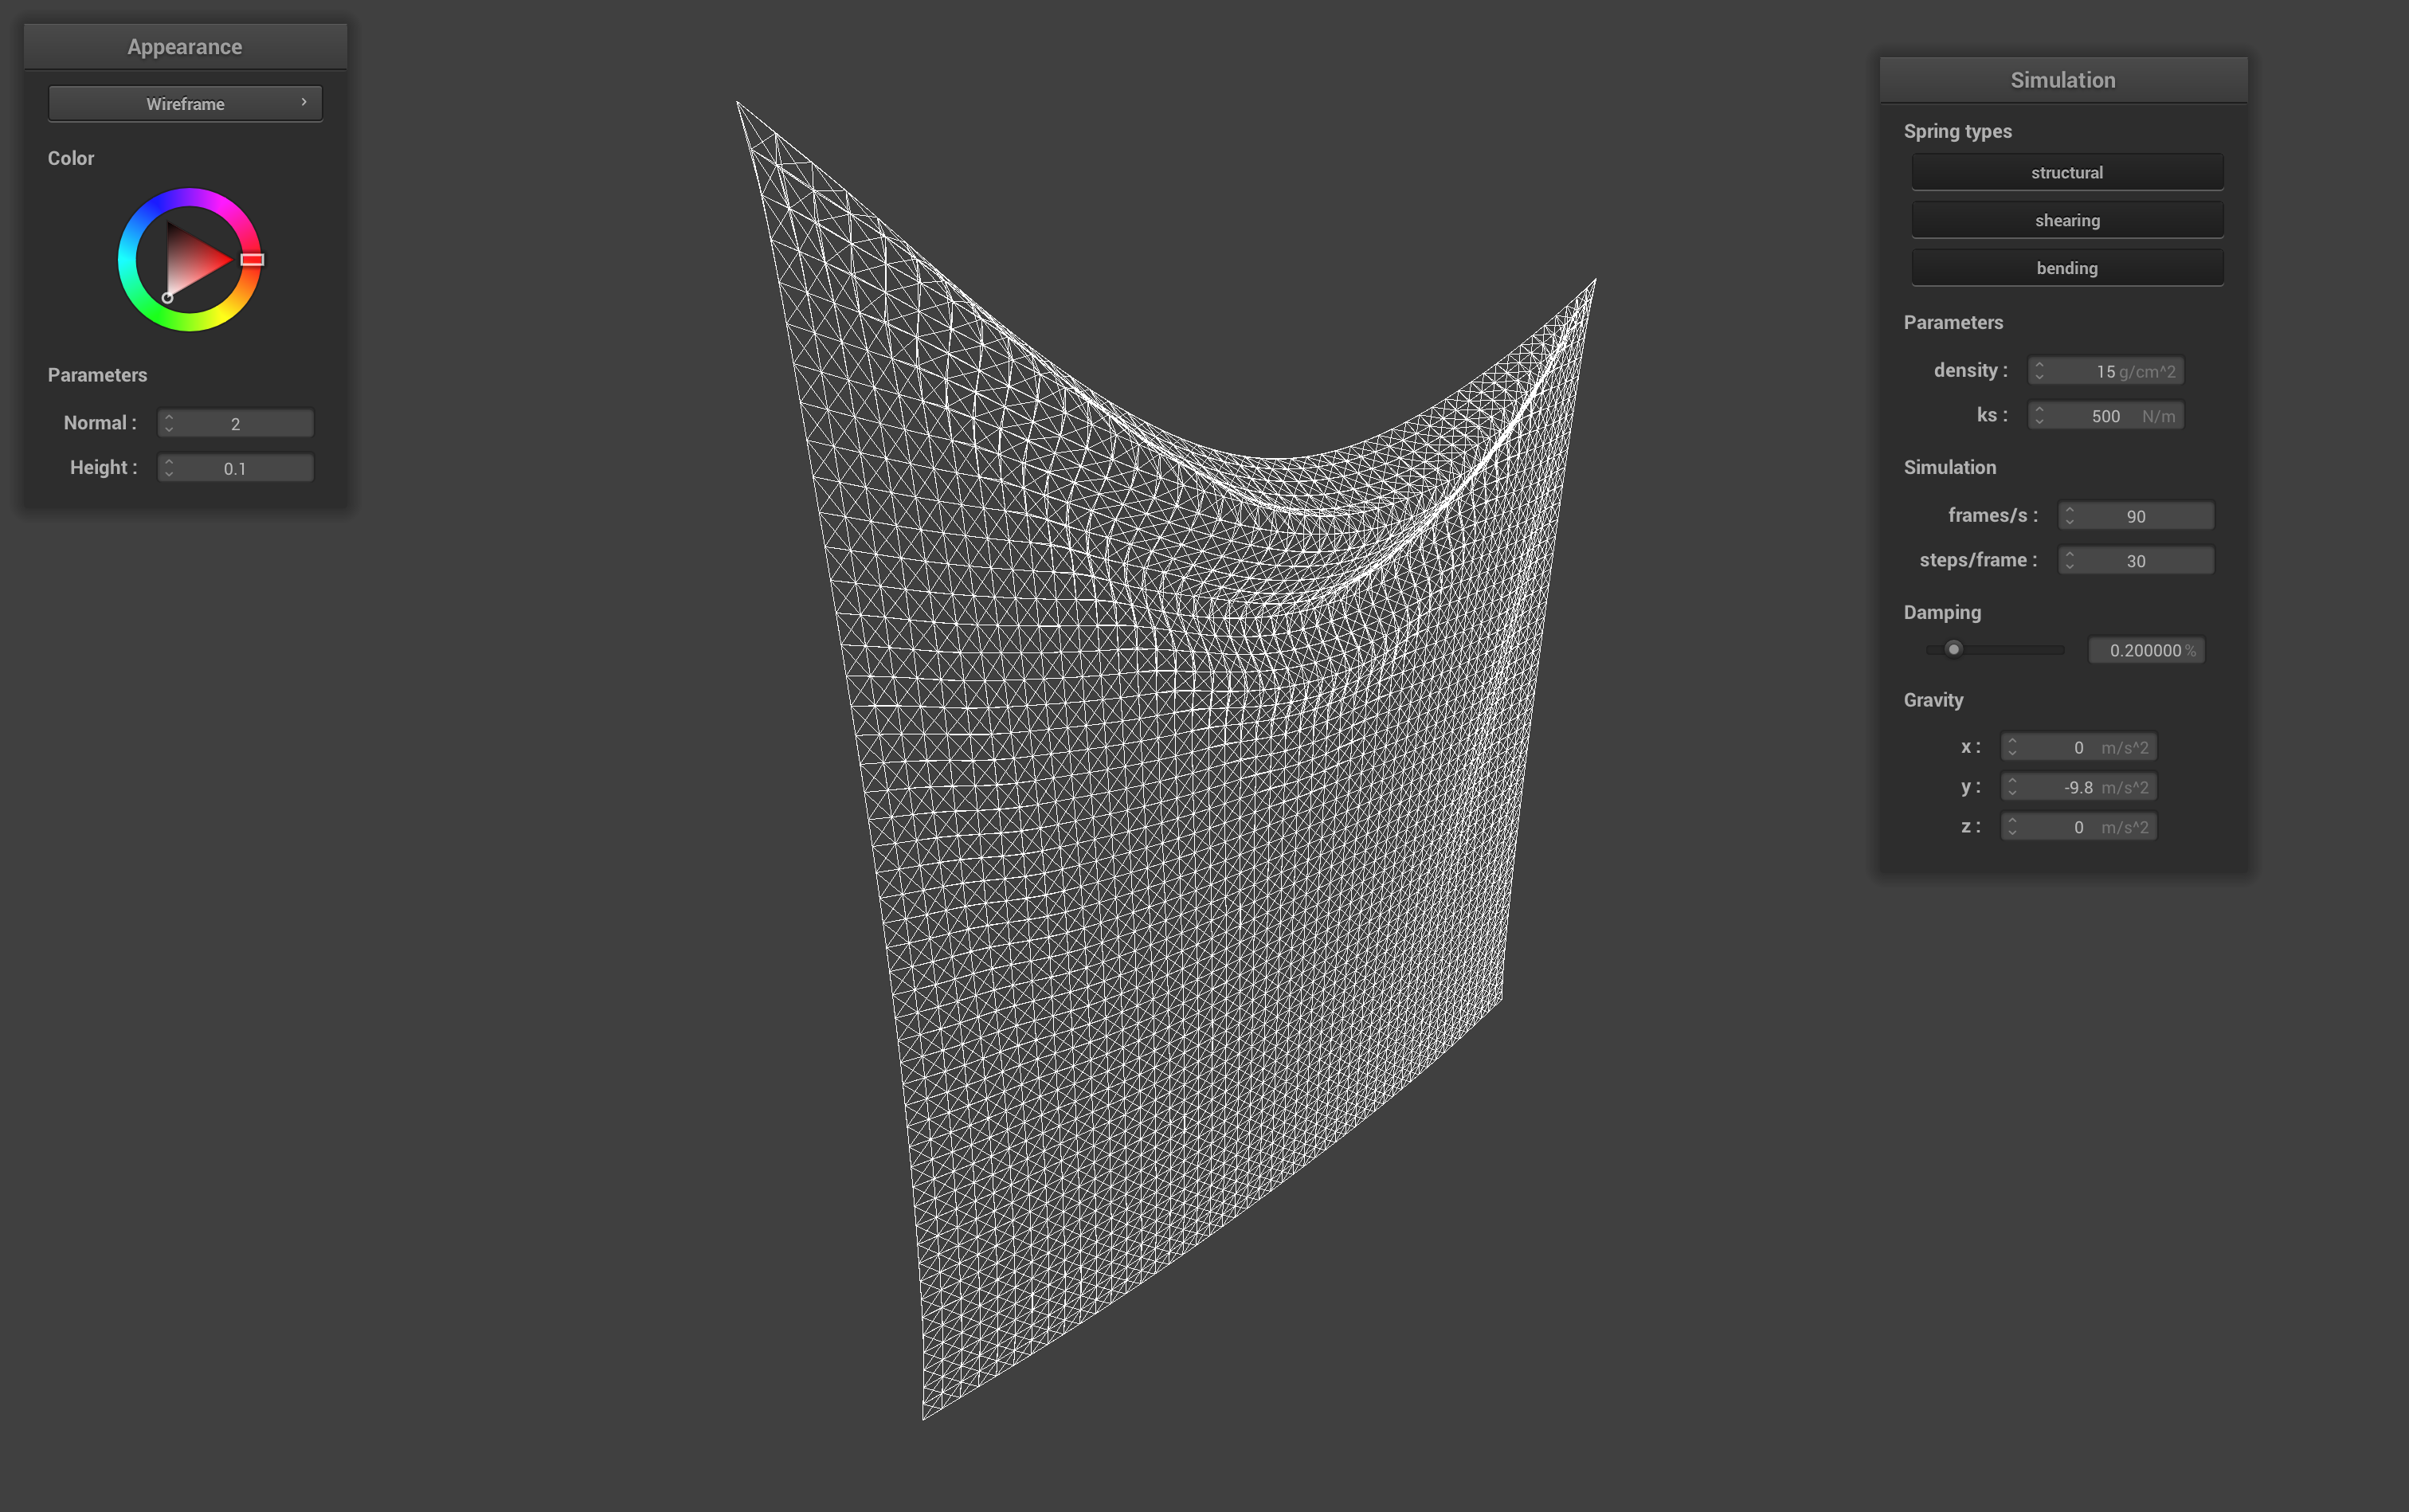 Appearance
Wireframe
Color
Parameters
Normal : 2
Height : 0.1
Simulation
Spring types
structural
shearing
bending
Parameters
density : 15 g/cm^2
ks : 500 N/m
Simulation
frames/s : 90
steps/frame : 30
Damping
0.200000 %
Gravity
x : 0 m/s^2
y : -9.8 m/s^2
z : 0 m/s^2